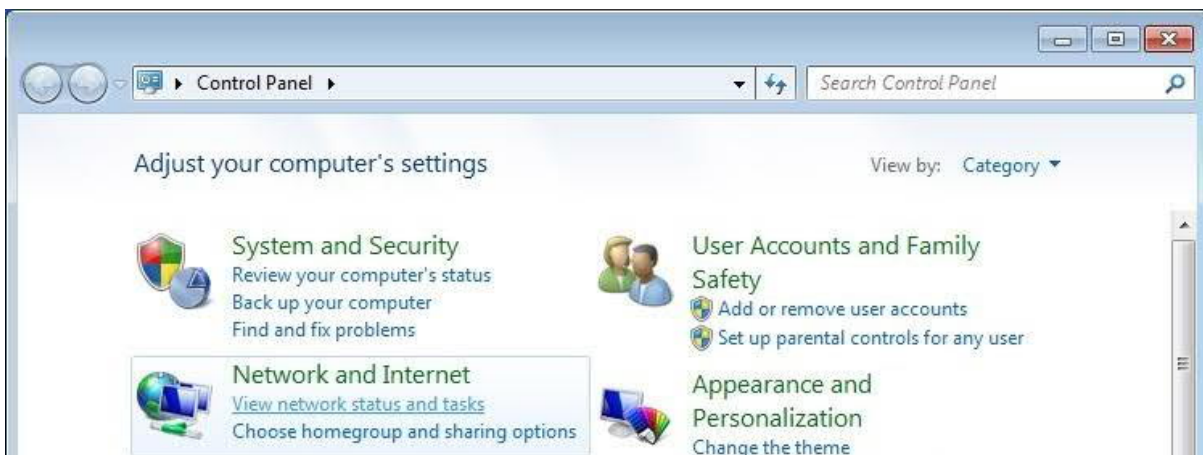 Control Panel
Search Control Panel
Adjust your computer's settings
View by: Category
System and Security
Review your computer's status
Back up your computer
Find and fix problems
User Accounts and Family
Safety
Add or remove user accounts
Set up parental controls for any user
Network and Internet
View network status and tasks
Choose homegroup and sharing options
Appearance and
Personalization
Change the theme